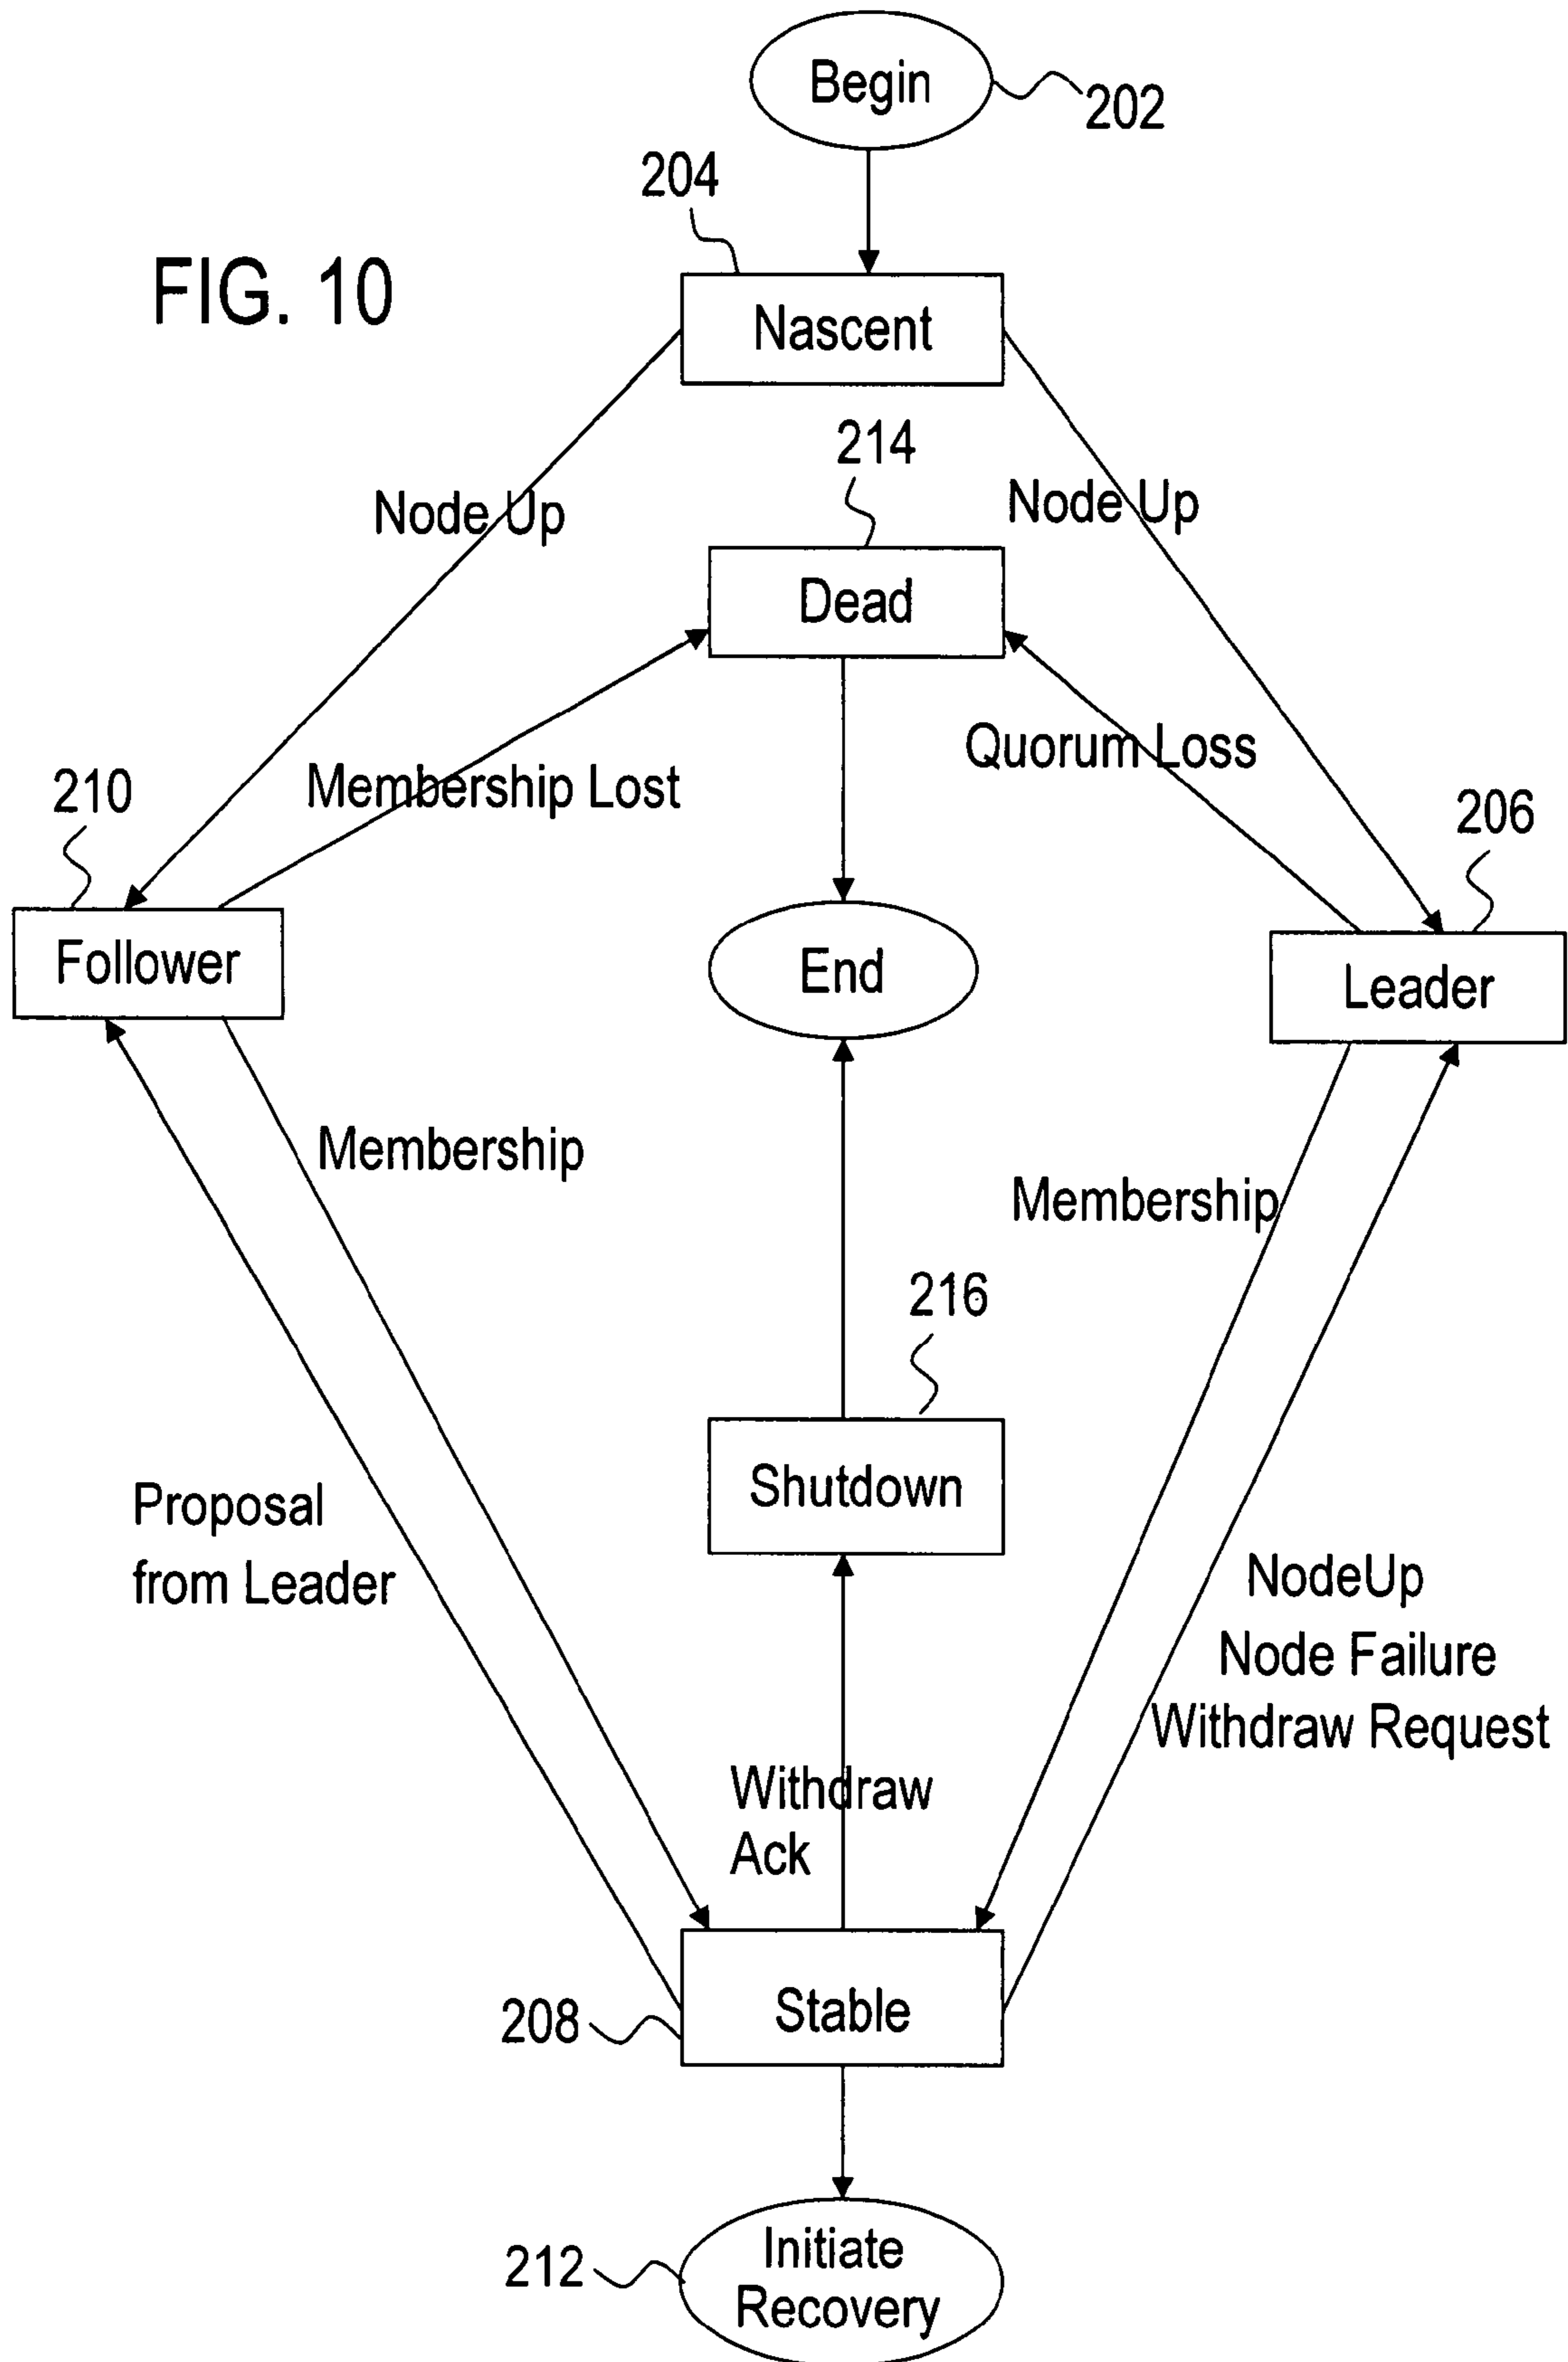 Begin
202
204
FIG. 10
Nascent
214
Node Up
Node Up
Dead
Quorum Loss
Membership Lost
210
206
Follower
End
Leader
Membership
Membership
216
Shutdown
Proposal
from Leader
NodeUp
Node Failure
Withdraw Request
Withdraw
Ack
Stable
208
Initiate
Recovery
212